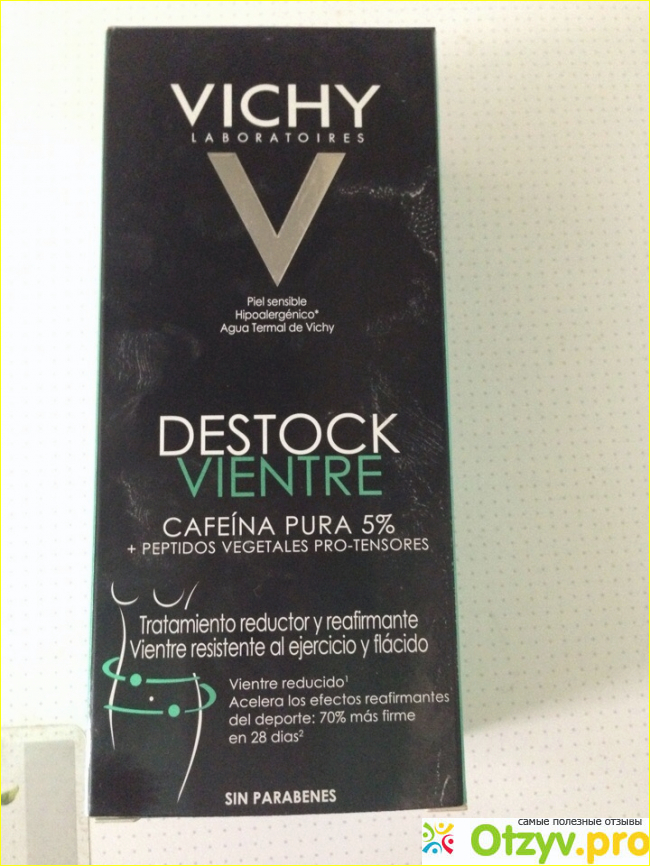 VICHY
LABORATOIRES
V
Piel sensible
Hipoalergénico*
Agua Termal de Vichy
DESTOCK
VIENTRE
CAFEÍNA PURA 5%
+ PEPTIDOS VEGETALES PRO-TENSORES
Tratamiento reductor y reafirmante
Vientre resistente al ejercicio y flácido
Vientre reducido¹
Acelera los efectos reafirmantes
del deporte: 70% más firme
en 28 dias²
SIN PARABENES
самые полезные отзывы
Otzyv.pro